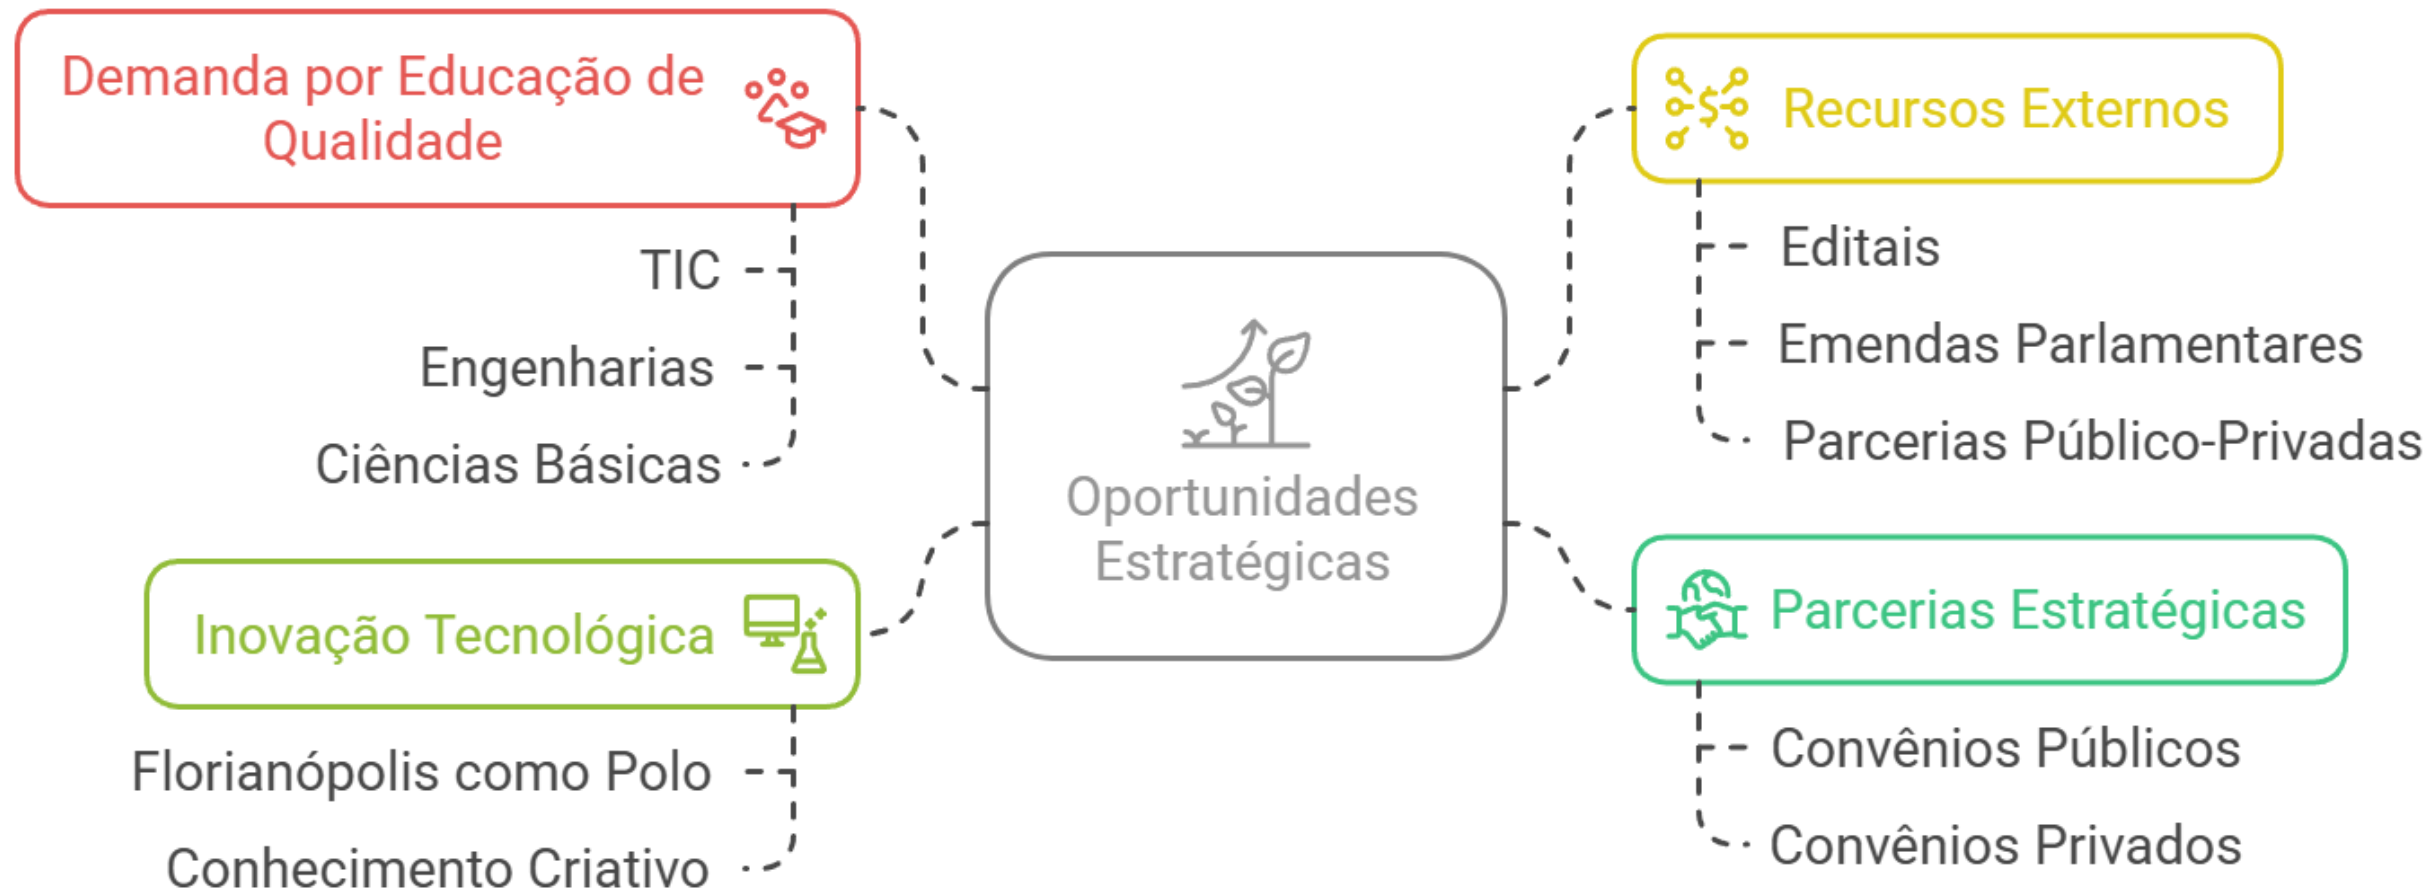 Demanda por Educação de
Qualidade
TIC
Engenharias
Ciências Básicas
Inovação Tecnológica
Florianópolis como Polo
Conhecimento Criativo
Oportunidades
Estratégicas
Recursos Externos
Editais
Emendas Parlamentares
Parcerias Público-Privadas
Parcerias Estratégicas
Convênios Públicos
Convênios Privados